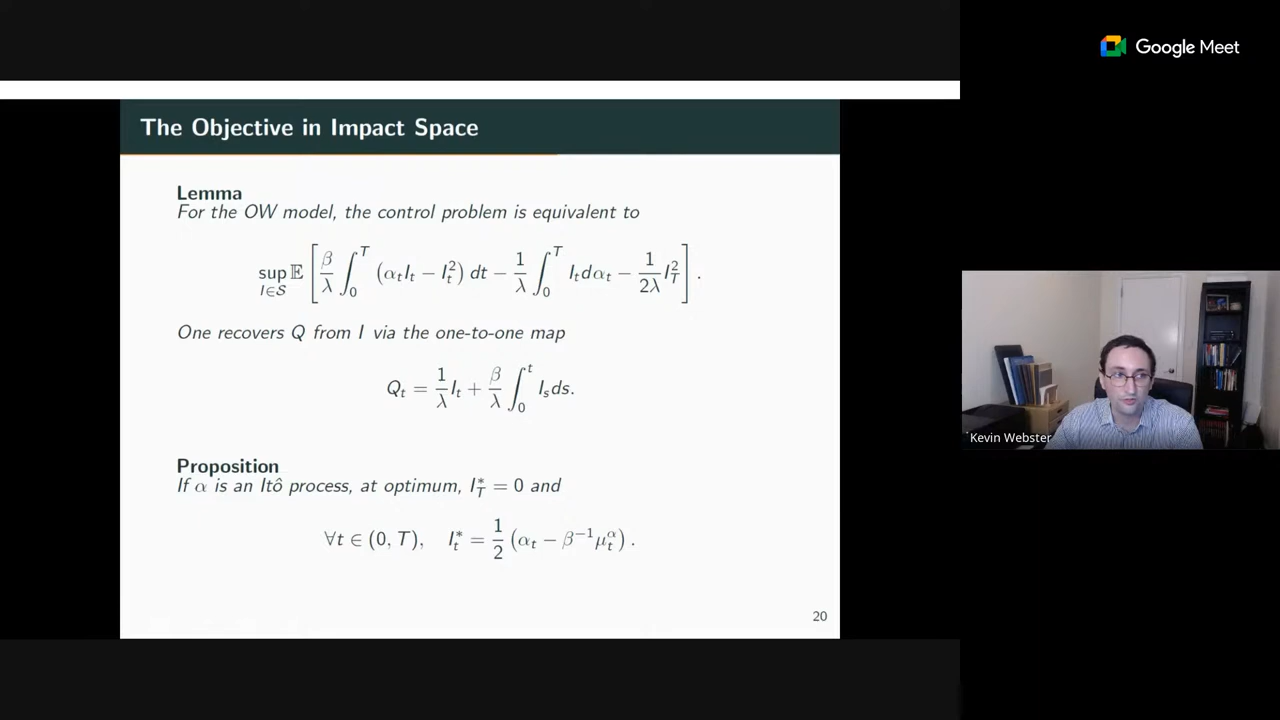 Google Meet
The Objective in Impact Space
Lemma
For the OW model, the control problem is equivalent to
sup_{I∈𝒮} 𝔼 [ β/λ ∫_0^T (α_t I_t − I_t^2) dt − 1/λ ∫_0^T I_t dα_t − 1/(2λ) I_T^2 ] .
One recovers Q from I via the one-to-one map
Q_t = 1/λ I_t + β/λ ∫_0^t I_s ds.
Proposition
If α is an Itô process, at optimum, I_T^* = 0 and
∀t ∈ (0, T), I_t^* = 1/2 (α_t − β^{−1} μ_t^α) .
20
Kevin Webster